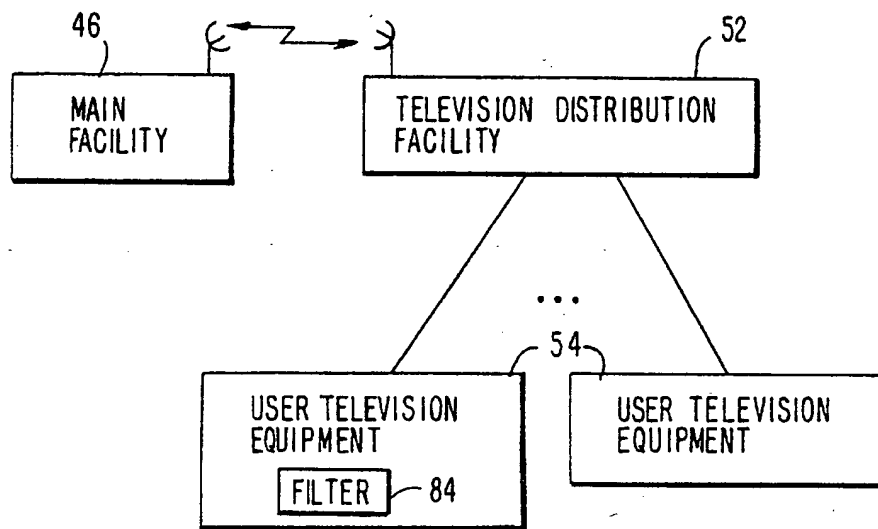 46
52
MAIN
FACILITY
TELEVISION DISTRIBUTION
FACILITY
...
54
USER TELEVISION
EQUIPMENT
FILTER
84
USER TELEVISION
EQUIPMENT